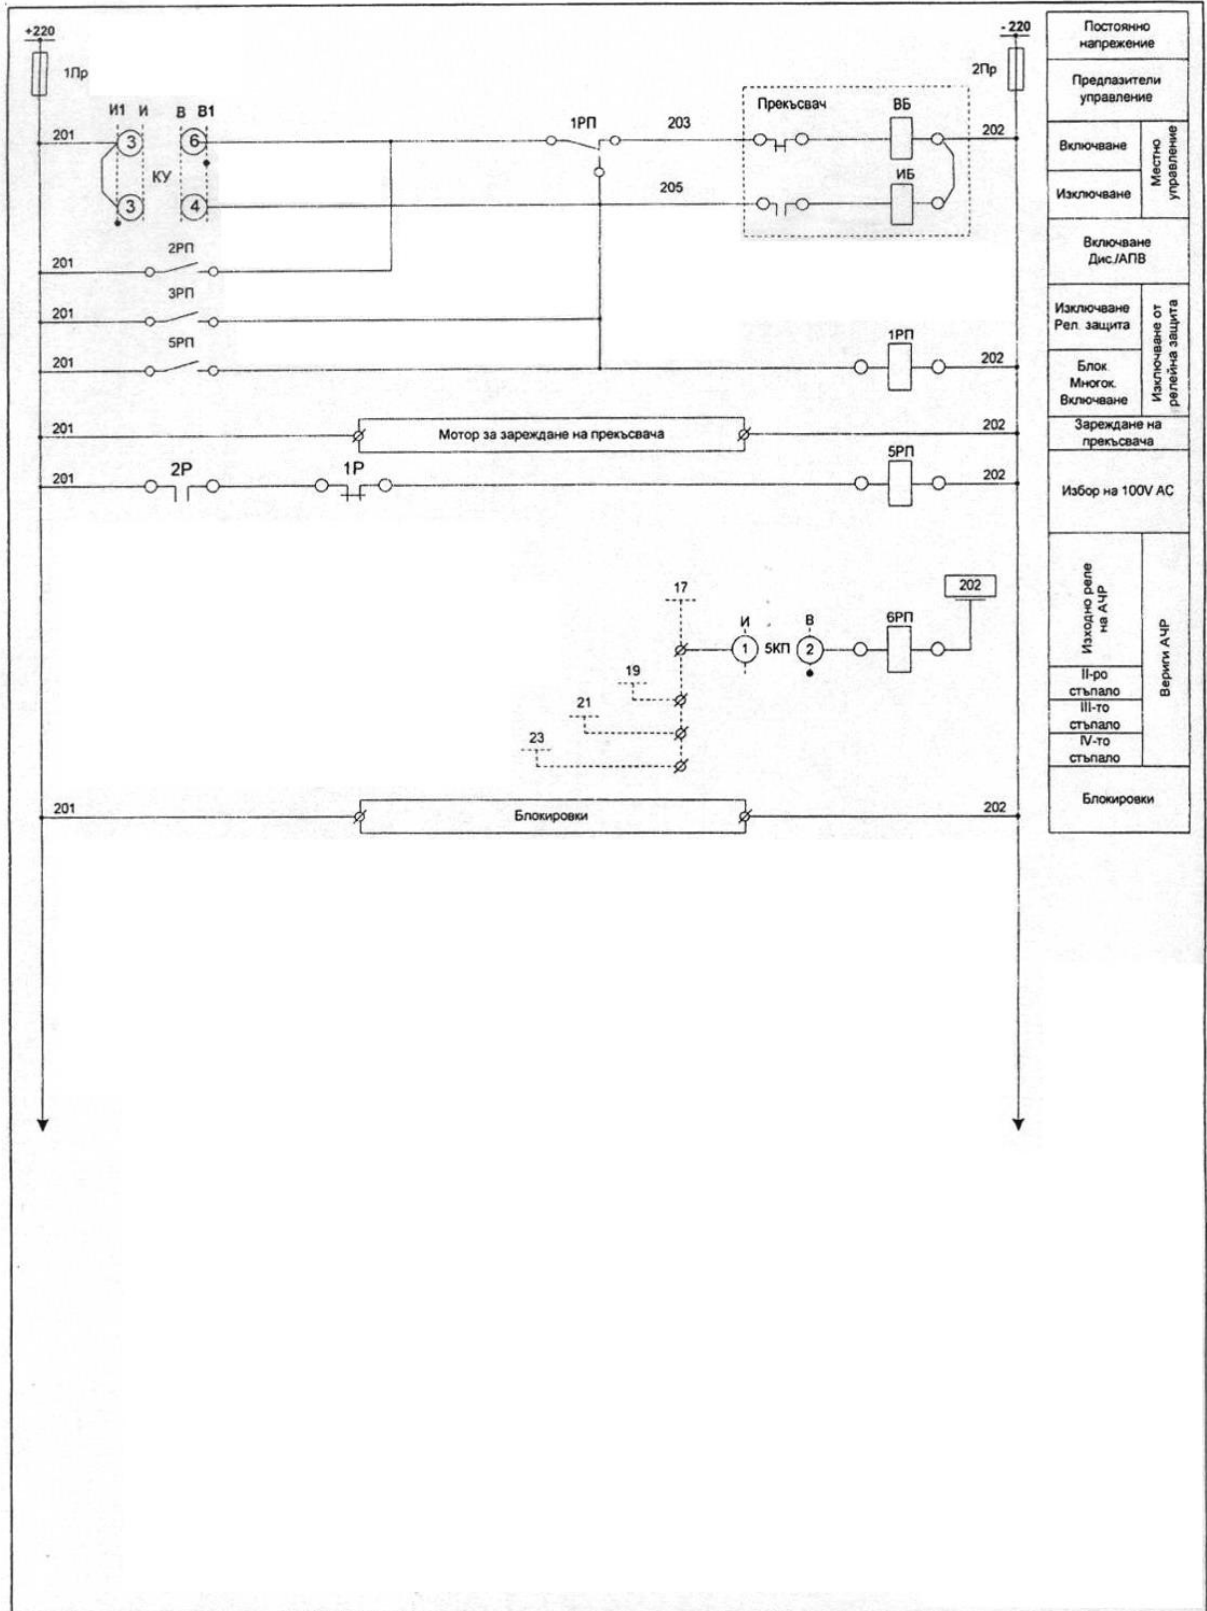 +220
- 220
1Пр
2Пр
И1 И В В1
201
3
6
КУ
3
4
1РП
203
Прекъсвач
ВБ
202
205
ИБ
2РП
201
3РП
201
5РП
201
1РП
202
201
Мотор за зареждане на прекъсвача
202
201
2Р
1Р
5РП
202
17
И
В
1
5КП
2
6РП
202
19
21
23
201
Блокировки
202
Постоянно
напрежение
Предпазители
управление
Включване
Изключване
Местно
управление
Включване
Дис./АПВ
Изключване
Рел. защита
Блок.
Многок.
Включване
Изключване от
релейна защита
Зареждане на
прекъсвача
Избор на 100V AC
Изходно реле
на АЧР
II-ро
стъпало
III-то
стъпало
IV-то
стъпало
Вериги АЧР
Блокировки